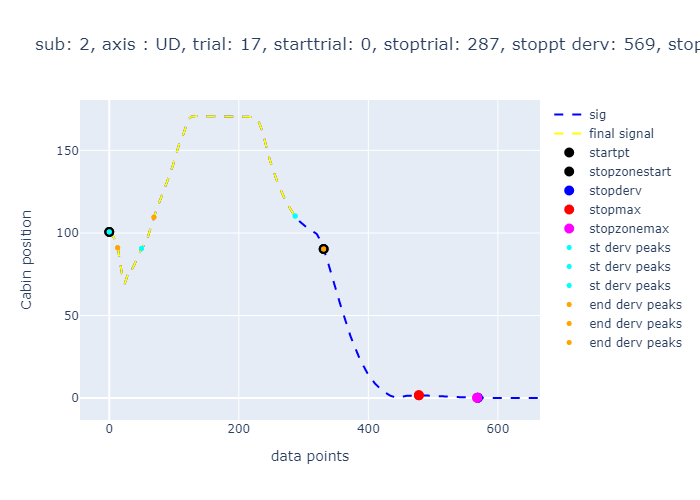 sub: 2, axis : UD, trial: 17, starttrial: 0, stoptrial: 287, stoppt derv: 569, stop
150
100
50
0
Cabin position
0
200
400
600
data points
sig
final signal
startpt
stopzonestart
stopderv
stopmax
stopzonemax
st derv peaks
st derv peaks
st derv peaks
end derv peaks
end derv peaks
end derv peaks